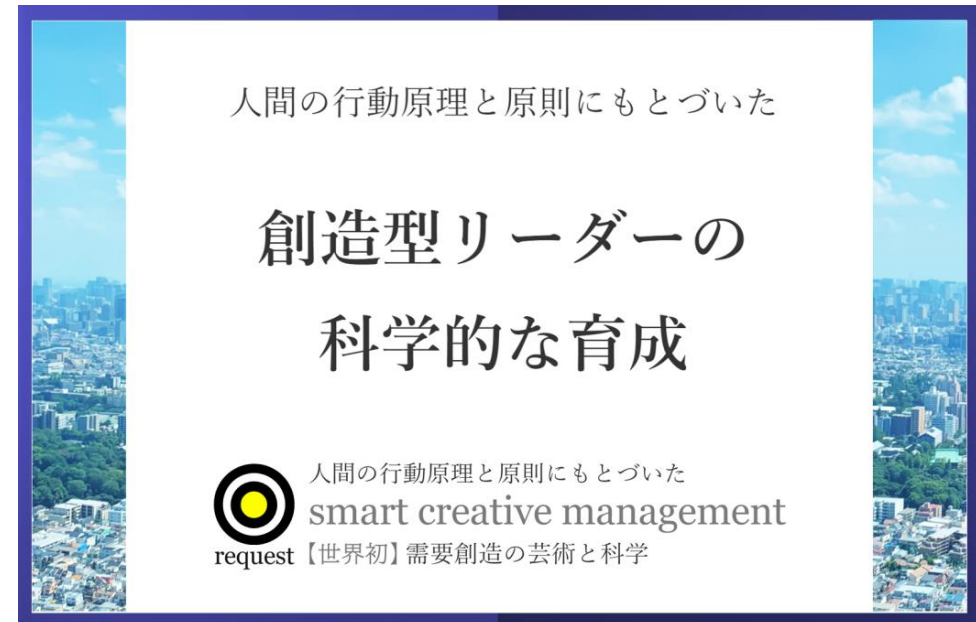 人間の行動原理と原則にもとづいた
創造型リーダーの
科学的な育成
人間の行動原理と原則にもとづいた
smart creative management
request【世界初】需要創造の芸術と科学